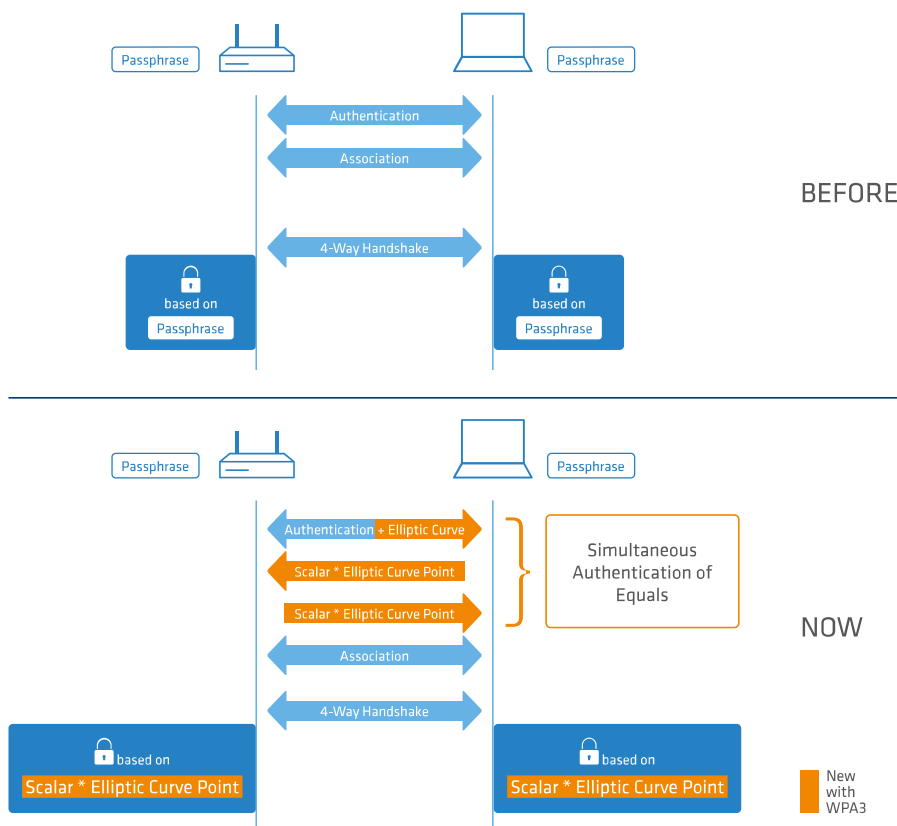 Passphrase
Passphrase
Authentication
Association
BEFORE
4-Way Handshake
based on
Passphrase
based on
Passphrase
Passphrase
Passphrase
Authentication + Elliptic Curve
Scalar * Elliptic Curve Point
Scalar * Elliptic Curve Point
Simultaneous
Authentication of
Equals
NOW
Association
4-Way Handshake
based on
Scalar * Elliptic Curve Point
based on
Scalar * Elliptic Curve Point
New
with
WPA3